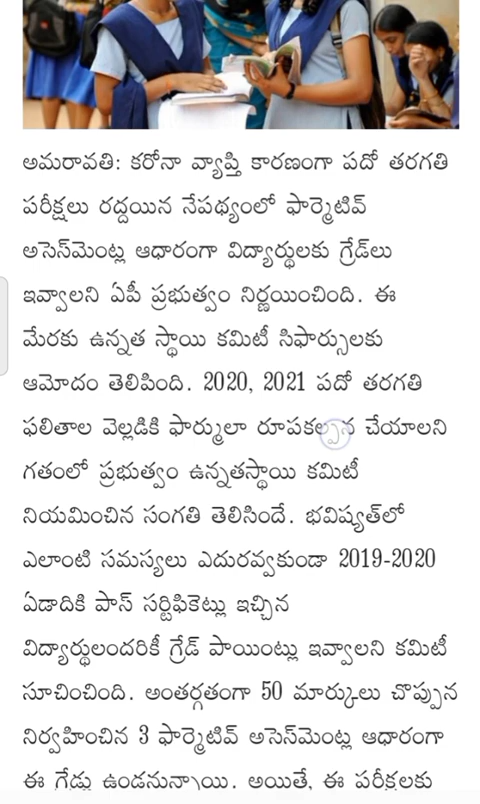 అమరావతి: కరోనా వ్యాప్తి కారణంగా పదో తరగతి
పరీక్షలు రద్దయిన నేపథ్యంలో ఫార్మెటివ్
అసెస్‌మెంట్ల ఆధారంగా విద్యార్థులకు గ్రేడ్‌లు
ఇవ్వాలని ఏపీ ప్రభుత్వం నిర్ణయించింది. ఈ
మేరకు ఉన్నత స్థాయి కమిటీ సిఫార్సులకు
ఆమోదం తెలిపింది. 2020, 2021 పదో తరగతి
ఫలితాల వెల్లడికి ఫార్ములా రూపకల్పన చేయాలని
గతంలో ప్రభుత్వం ఉన్నతస్థాయి కమిటీ
నియమించిన సంగతి తెలిసిందే. భవిష్యత్‌లో
ఎలాంటి సమస్యలు ఎదురవ్వకుండా 2019-2020
ఏడాదికి పాస్ సర్టిఫికెట్లు ఇచ్చిన
విద్యార్థులందరికీ గ్రేడ్ పాయింట్లు ఇవ్వాలని కమిటీ
సూచించింది. అంతర్గతంగా 50 మార్కులు చొప్పున
నిర్వహించిన 3 ఫార్మెటివ్ అసెస్‌మెంట్ల ఆధారంగా
ఈ గ్రేడ్లు ఉండనున్నాయి. అయితే, ఈ పరీక్షలకు